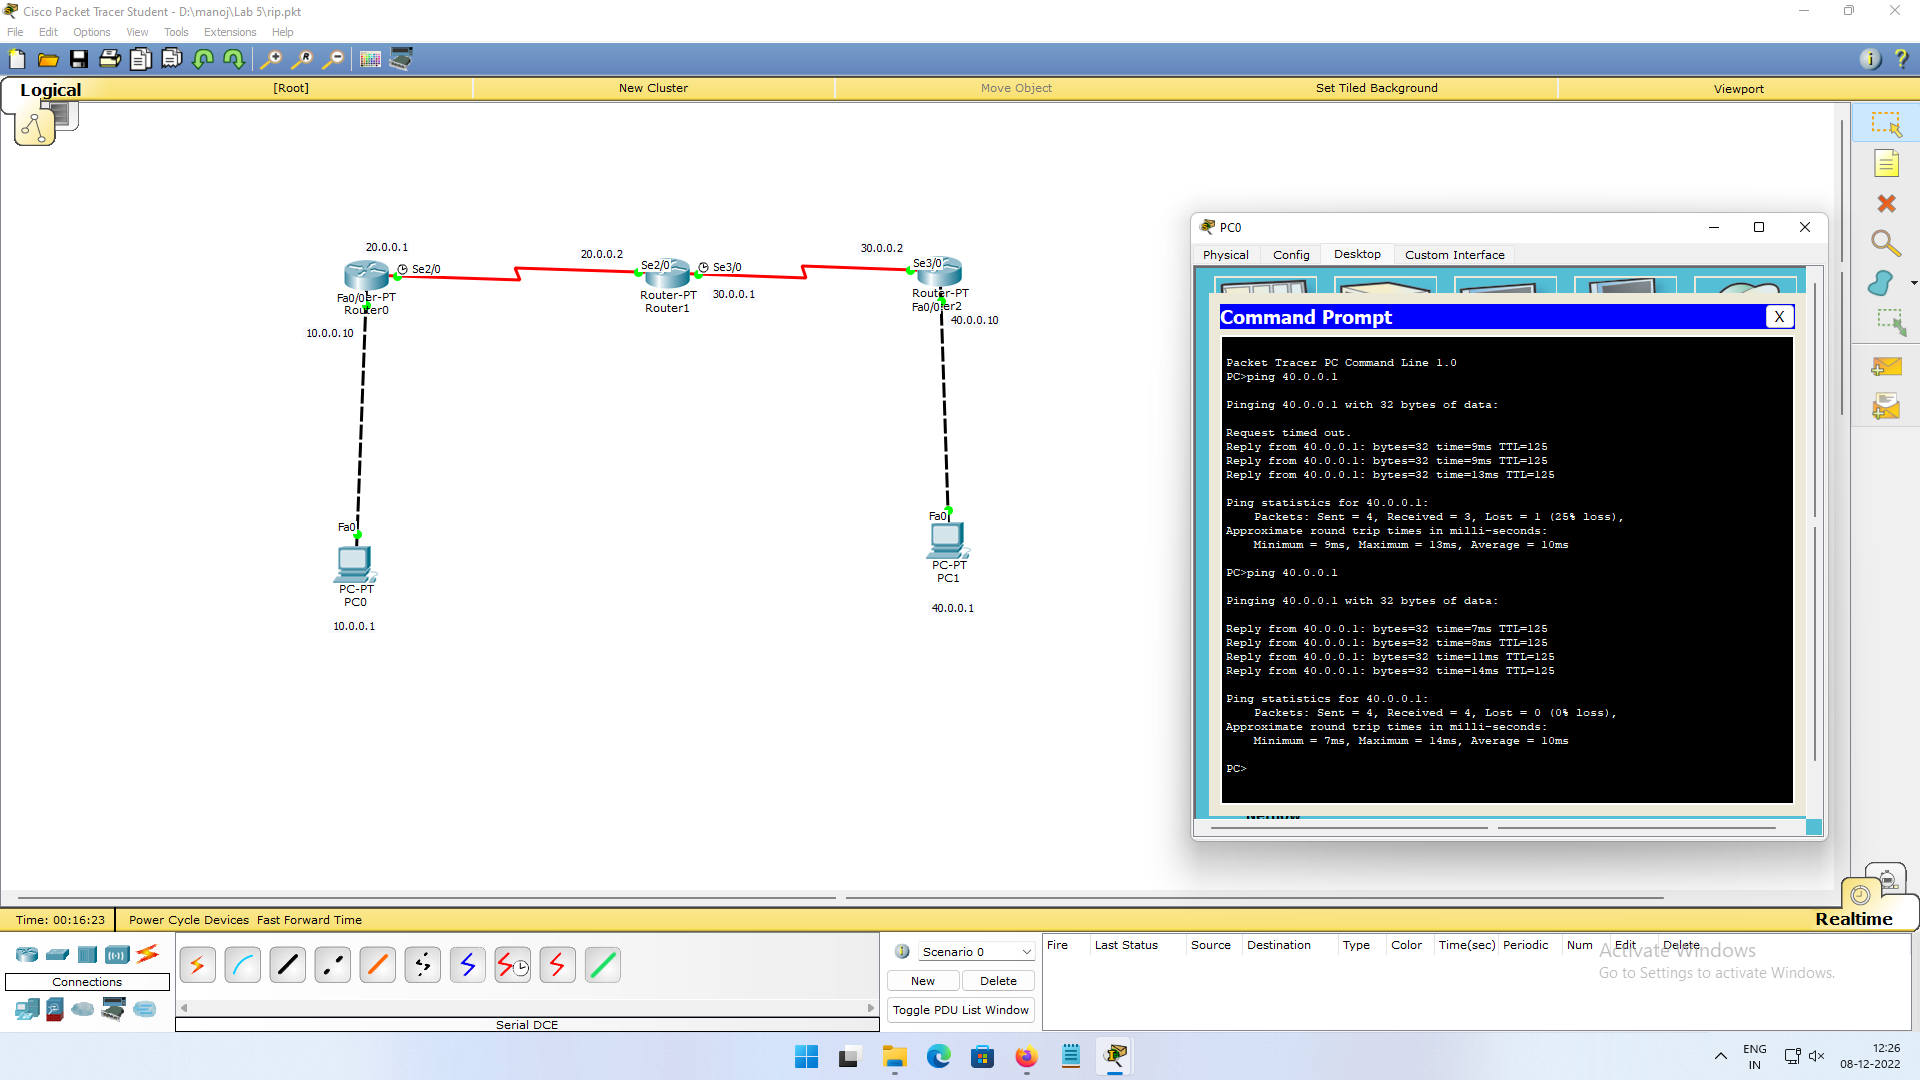 Cisco Packet Tracer Student - D:\manoj\Lab 5\rip.pkt
File Edit Options View Tools Extensions Help
Logical [Root] New Cluster Move Object Set Tiled Background Viewport
20.0.0.1
Se2/0
Fa0/0
er-PT
Router0
10.0.0.10
20.0.0.2
Se2/0
Se3/0
Router-PT
Router1
30.0.0.1
30.0.0.2
Se3/0
Router-PT
Fa0/0
er2
40.0.0.10
Fa0
PC-PT
PC0
10.0.0.1
Fa0
PC-PT
PC1
40.0.0.1
PC0
Physical Config Desktop Custom Interface
Command Prompt X
Packet Tracer PC Command Line 1.0
PC>ping 40.0.0.1
Pinging 40.0.0.1 with 32 bytes of data:
Request timed out.
Reply from 40.0.0.1: bytes=32 time=9ms TTL=125
Reply from 40.0.0.1: bytes=32 time=9ms TTL=125
Reply from 40.0.0.1: bytes=32 time=13ms TTL=125
Ping statistics for 40.0.0.1:
Packets: Sent = 4, Received = 3, Lost = 1 (25% loss),
Approximate round trip times in milli-seconds:
Minimum = 9ms, Maximum = 13ms, Average = 10ms
PC>ping 40.0.0.1
Pinging 40.0.0.1 with 32 bytes of data:
Reply from 40.0.0.1: bytes=32 time=7ms TTL=125
Reply from 40.0.0.1: bytes=32 time=8ms TTL=125
Reply from 40.0.0.1: bytes=32 time=11ms TTL=125
Reply from 40.0.0.1: bytes=32 time=14ms TTL=125
Ping statistics for 40.0.0.1:
Packets: Sent = 4, Received = 4, Lost = 0 (0% loss),
Approximate round trip times in milli-seconds:
Minimum = 7ms, Maximum = 14ms, Average = 10ms
PC>
Time: 00:16:23 Power Cycle Devices Fast Forward Time
Realtime
Connections
Serial DCE
Scenario 0
New Delete
Toggle PDU List Window
Fire Last Status Source Destination Type Color Time(sec) Periodic Num Edit Delete
Activate Windows
Go to Settings to activate Windows.
ENG
IN
12:26
08-12-2022